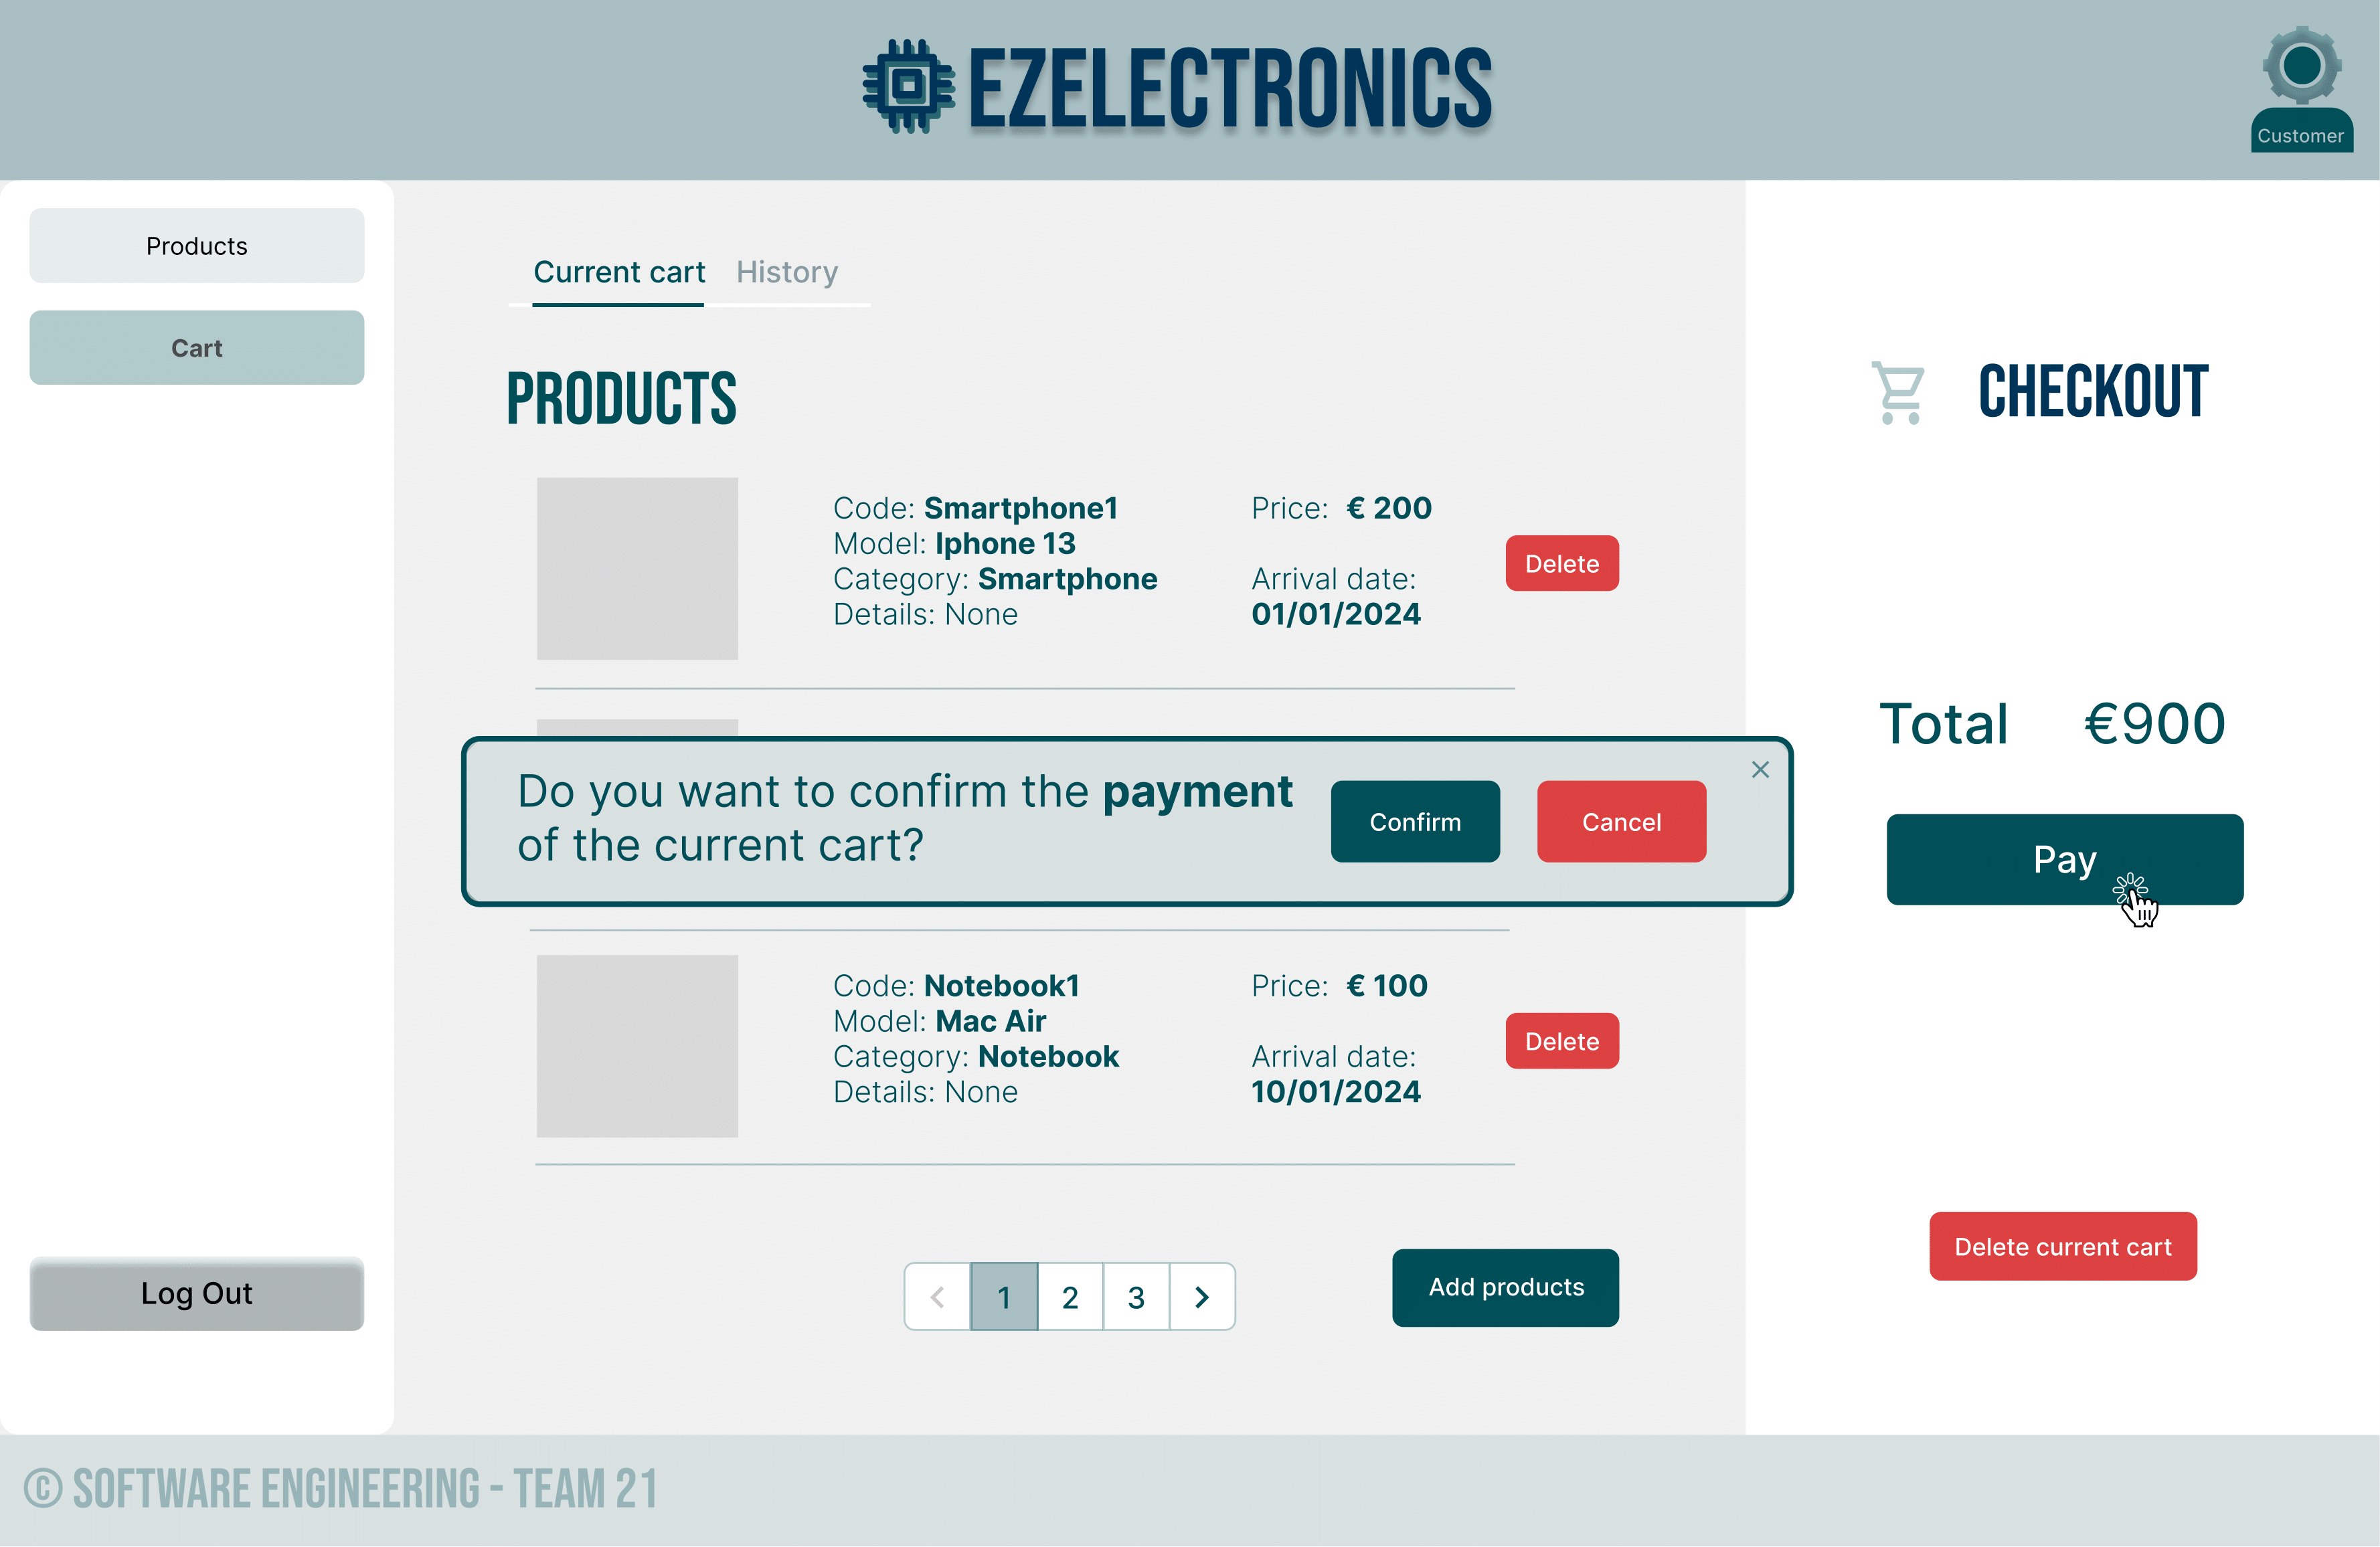 EZELECTRONICS
Customer
Products
Cart
Log Out
Current cart History
PRODUCTS
Code: Smartphone1
Model: Iphone 13
Category: Smartphone
Details: None
Price: € 200
Arrival date:
01/01/2024
Delete
Do you want to confirm the payment
of the current cart?
Confirm
Cancel
Code: Notebook1
Model: Mac Air
Category: Notebook
Details: None
Price: € 100
Arrival date:
10/01/2024
Delete
1 2 3
Add products
CHECKOUT
Total €900
Pay
Delete current cart
© SOFTWARE ENGINEERING - TEAM 21